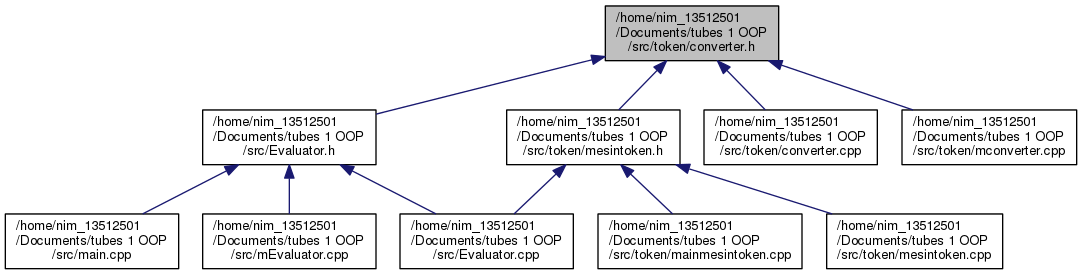 /home/nim_13512501
/Documents/tubes 1 OOP
/src/token/converter.h
/home/nim_13512501
/Documents/tubes 1 OOP
/src/Evaluator.h
/home/nim_13512501
/Documents/tubes 1 OOP
/src/token/mesintoken.h
/home/nim_13512501
/Documents/tubes 1 OOP
/src/token/converter.cpp
/home/nim_13512501
/Documents/tubes 1 OOP
/src/token/mconverter.cpp
/home/nim_13512501
/Documents/tubes 1 OOP
/src/main.cpp
/home/nim_13512501
/Documents/tubes 1 OOP
/src/mEvaluator.cpp
/home/nim_13512501
/Documents/tubes 1 OOP
/src/Evaluator.cpp
/home/nim_13512501
/Documents/tubes 1 OOP
/src/token/mainmesintoken.cpp
/home/nim_13512501
/Documents/tubes 1 OOP
/src/token/mesintoken.cpp